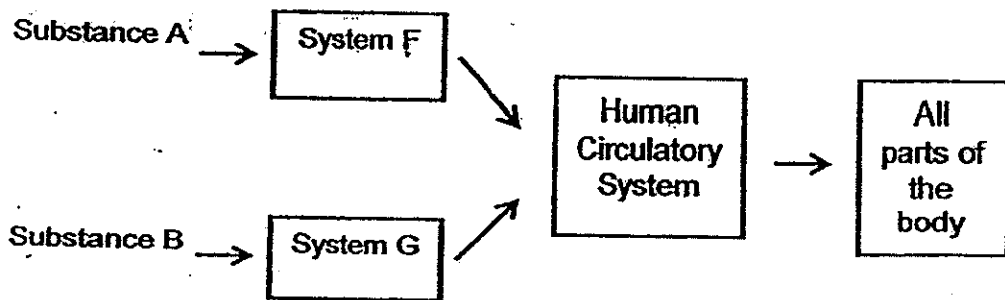 Substance A
System F
Human
Circulatory
System
All
parts of
the
body
Substance B
System G